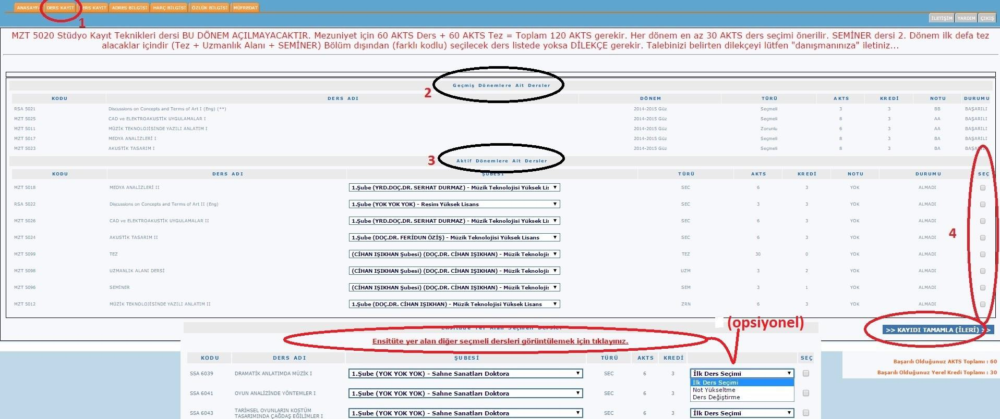 ANASAYFA DERS KAYIT DERS KAYIT ADRES BİLGİSİ HARÇ BİLGİSİ ÖZLÜK BİLGİSİ MÜFREDAT
1
İLETİŞİM YARDIM ÇIKIŞ
MZT 5020 Stüdyo Kayıt Teknikleri dersi BU DÖNEM AÇILMAYACAKTIR. Mezuniyet için 60 AKTS Ders + 60 AKTS Tez = Toplam 120 AKTS gerekir. Her dönem en az 30 AKTS ders seçimi önerilir. SEMİNER dersi 2. Dönem ilk defa tez
alacaklar içindir (Tez + Uzmanlık Alanı + SEMİNER) Bölüm dışından (farklı kodlu) seçilecek ders listede yoksa DİLEKÇE gerekir. Talebinizi belirten dilekçeyi lütfen "danışmanınıza" iletiniz...
2 Geçmiş Dönemlere Ait Dersler
KODU DERS ADI DÖNEM TÜRÜ AKTS KREDİ NOTU DURUMU
RSA 5021 Discussions on Concepts and Terms of Art I (Eng) (**) 2014-2015 Güz Seçmeli 3 3 BB BAŞARILI
MZT 5025 CAD ve ELEKTROAKUSTİK UYGULAMALAR I 2014-2015 Güz Seçmeli 8 3 AA BAŞARILI
MZT 5011 MÜZİK TEKNOLOJİSİNDE YAZILI ANLATIM I 2014-2015 Güz Zorunlu 6 3 AA BAŞARILI
MZT 5017 MEDYA ANALİZLERİ I 2014-2015 Güz Seçmeli 8 3 BA BAŞARILI
MZT 5023 AKUSTİK TASARIM I 2014-2015 Güz Seçmeli 8 3 BA BAŞARILI
3 Aktif Dönemlere Ait Dersler
KODU DERS ADI ŞUBESİ TÜRÜ AKTS KREDİ NOTU DURUMU SEÇ
MZT 5018 MEDYA ANALİZLERİ II 1.Şube (YRD.DOÇ.DR. SERHAT DURMAZ) - Müzik Teknolojisi Yüksek Lis SEC 6 3 YOK ALMADI
RSA 5022 Discussions on Concepts and Terms of Art II (Eng) 1.Şube (YOK YOK YOK) - Resim Yüksek Lisans SEC 3 3 YOK ALMADI
MZT 5026 CAD ve ELEKTROAKUSTİK UYGULAMALAR II 1.Şube (YRD.DOÇ.DR. SERHAT DURMAZ) - Müzik Teknolojisi Yüksek Lis SEC 6 3 YOK ALMADI
4
MZT 5024 AKUSTİK TASARIM II 1.Şube (DOÇ.DR. FERİDUN ÖZİŞ) - Müzik Teknolojisi Yüksek Lisans SEC 6 3 YOK ALMADI
MZT 5099 TEZ (CİHAN IŞIKHAN Şubesi) (DOÇ.DR. CİHAN IŞIKHAN) - Müzik Teknolojis TEZ 30 0 YOK ALMADI
MZT 5098 UZMANLIK ALANI DERSİ (CİHAN IŞIKHAN Şubesi) (DOÇ.DR. CİHAN IŞIKHAN) - Müzik Teknolojis UZM 3 2 YOK ALMADI
MZT 5096 SEMİNER (CİHAN IŞIKHAN Şubesi) (DOÇ.DR. CİHAN IŞIKHAN) - Müzik Teknolojis SEM 3 1 YOK ALMADI
MZT 5012 MÜZİK TEKNOLOJİSİNDE YAZILI ANLATIM II 1.Şube (DOÇ.DR. CİHAN IŞIKHAN) - Müzik Teknolojisi Yüksek Lisans ZRN 6 3 YOK ALMADI
(opsiyonel)
Ensitüde Yer Alan Seçmeli Dersler
>> KAYIDI TAMAMLA (İLERİ) >>
Ensitüte yer alan diğer seçmeli dersleri görüntülemek için tıklayınız.
KODU DERS ADI ŞUBESİ TÜRÜ AKTS KREDİ SEÇ
Başarılı Olduğunuz AKTS Toplamı : 60
Başarılı Olduğunuz Yerel Kredi Toplamı : 30
SSA 6039 DRAMATİK ANLATIMDA MÜZİK I 1.Şube (YOK YOK YOK) - Sahne Sanatları Doktora SEC 6 3 İlk Ders Seçimi
İlk Ders Seçimi
Not Yükseltme
Ders Değiştirme
SSA 6041 OYUN ANALİZİNDE YÖNTEMLER I 1.Şube (YOK YOK YOK) - Sahne Sanatları Doktora SEC 6 3
SSA 6043 TARİHSEL OYUNLARIN KOSTÜM TASARIMINDA ÇAĞDAŞ EĞİLİMLER I 1.Şube (YOK YOK YOK) - Sahne Sanatları Doktora SEC 6 3 İlk Ders Seçimi